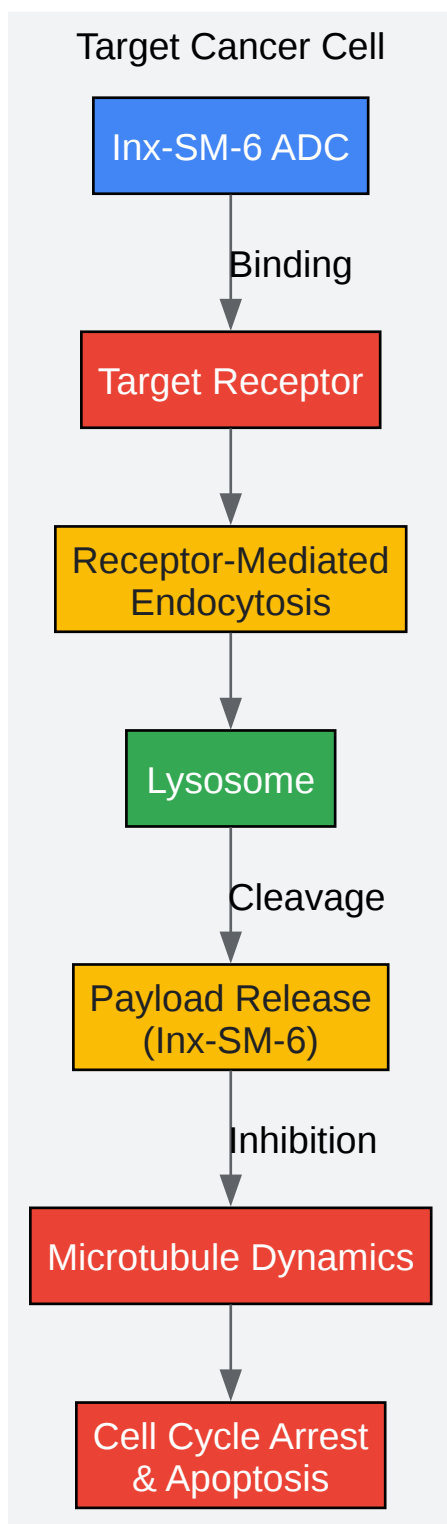 Target Cancer Cell
Inx-SM-6 ADC
Binding
Target Receptor
Receptor-Mediated
Endocytosis
Lysosome
Cleavage
Payload Release
(Inx-SM-6)
Inhibition
Microtubule Dynamics
Cell Cycle Arrest
& Apoptosis